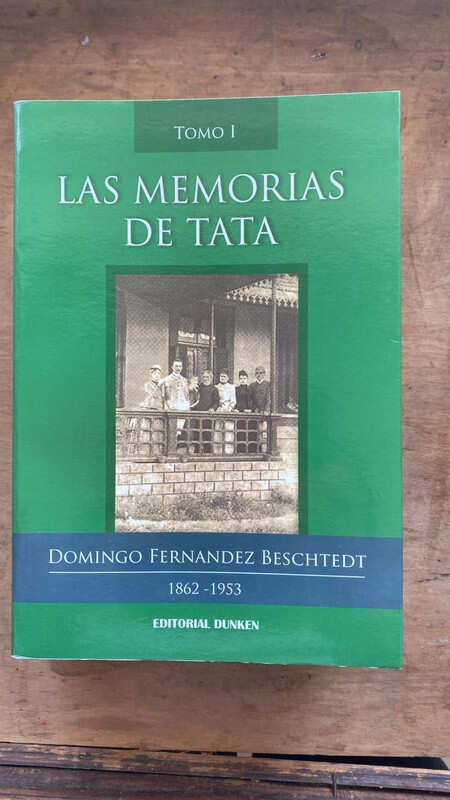 TOMO I
LAS MEMORIAS
DE TATA
DOMINGO FERNANDEZ BESCHTEDT
1862 -1953
EDITORIAL DUNKEN